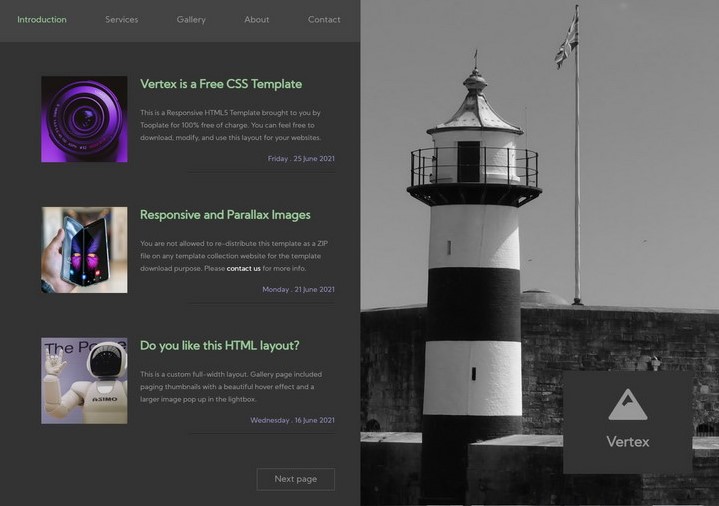 Introduction Services Gallery About Contact
Vertex is a Free CSS Template
This is a Responsive HTML5 Template brought to you by
Tooplate for 100% free of charge. You can feel free to
download, modify, and use this layout for your websites.
Friday . 25 June 2021
Responsive and Parallax Images
You are not allowed to re-distribute this template as a ZIP
file on any template collection website for the template
download purpose. Please contact us for more info.
Monday . 21 June 2021
The Po
ASIMO
Do you like this HTML layout?
This is a custom full-width layout. Gallery page included
paging thumbnails with a beautiful hover effect and a
larger image pop up in the lightbox.
Wednesday . 16 June 2021
Next page
Vertex